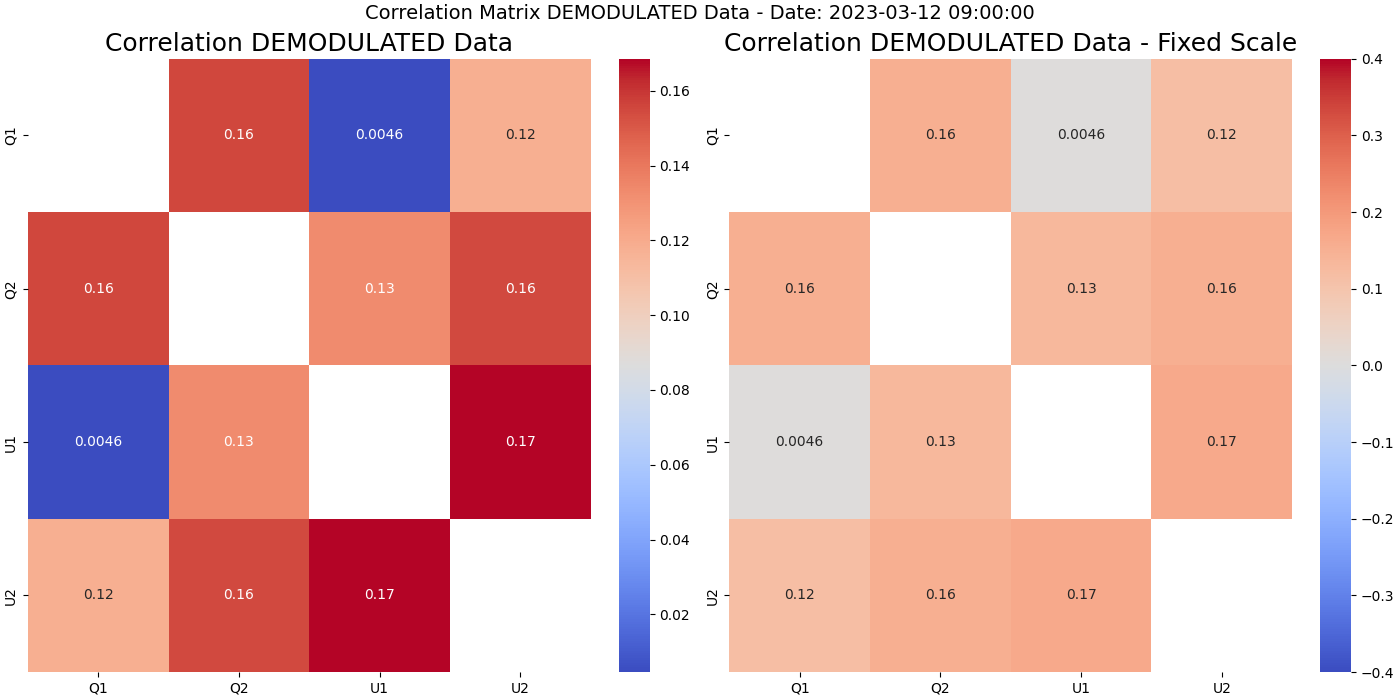 Correlation Matrix DEMODULATED Data - Date: 2023-03-12 09:00:00
Correlation DEMODULATED Data
Q1
0.16
0.0046
0.12
Q2
0.16
0.13
0.16
U1
0.0046
0.13
0.17
U2
0.12
0.16
0.17
Q1
Q2
U1
U2
0.16
0.14
0.12
0.10
0.08
0.06
0.04
0.02
Correlation DEMODULATED Data - Fixed Scale
Q1
0.16
0.0046
0.12
Q2
0.16
0.13
0.16
U1
0.0046
0.13
0.17
U2
0.12
0.16
0.17
Q1
Q2
U1
U2
0.4
0.3
0.2
0.1
0.0
−0.1
−0.2
−0.3
−0.4